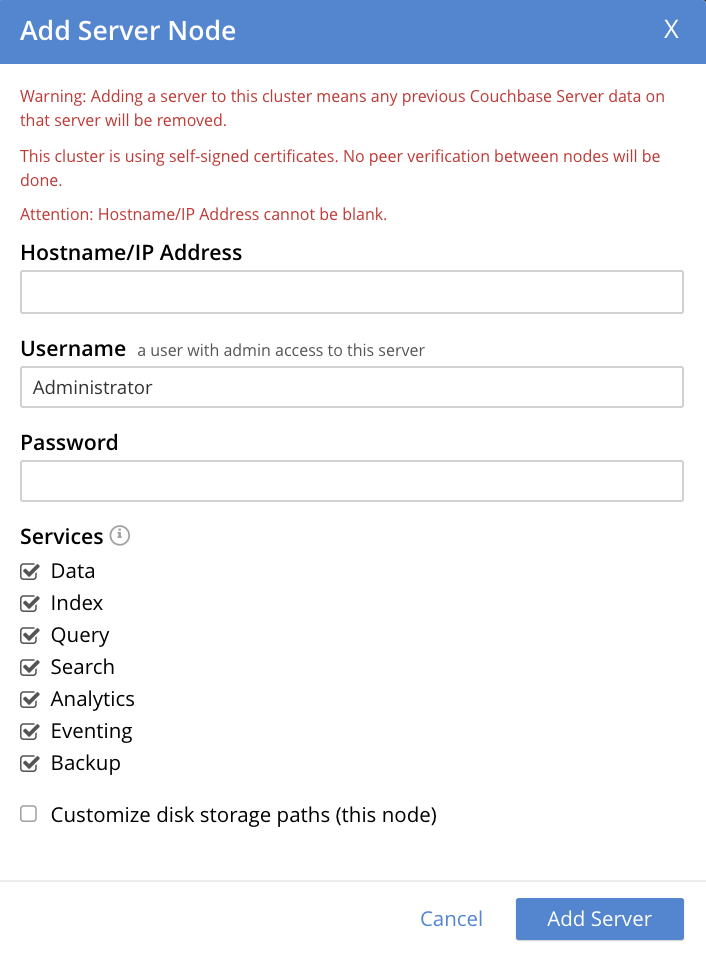 Add Server Node X
Warning: Adding a server to this cluster means any previous Couchbase Server data on
that server will be removed.
This cluster is using self-signed certificates. No peer verification between nodes will be
done.
Attention: Hostname/IP Address cannot be blank.
Hostname/IP Address
Username a user with admin access to this server
Administrator
Password
Services i
Data
Index
Query
Search
Analytics
Eventing
Backup
Customize disk storage paths (this node)
Cancel Add Server